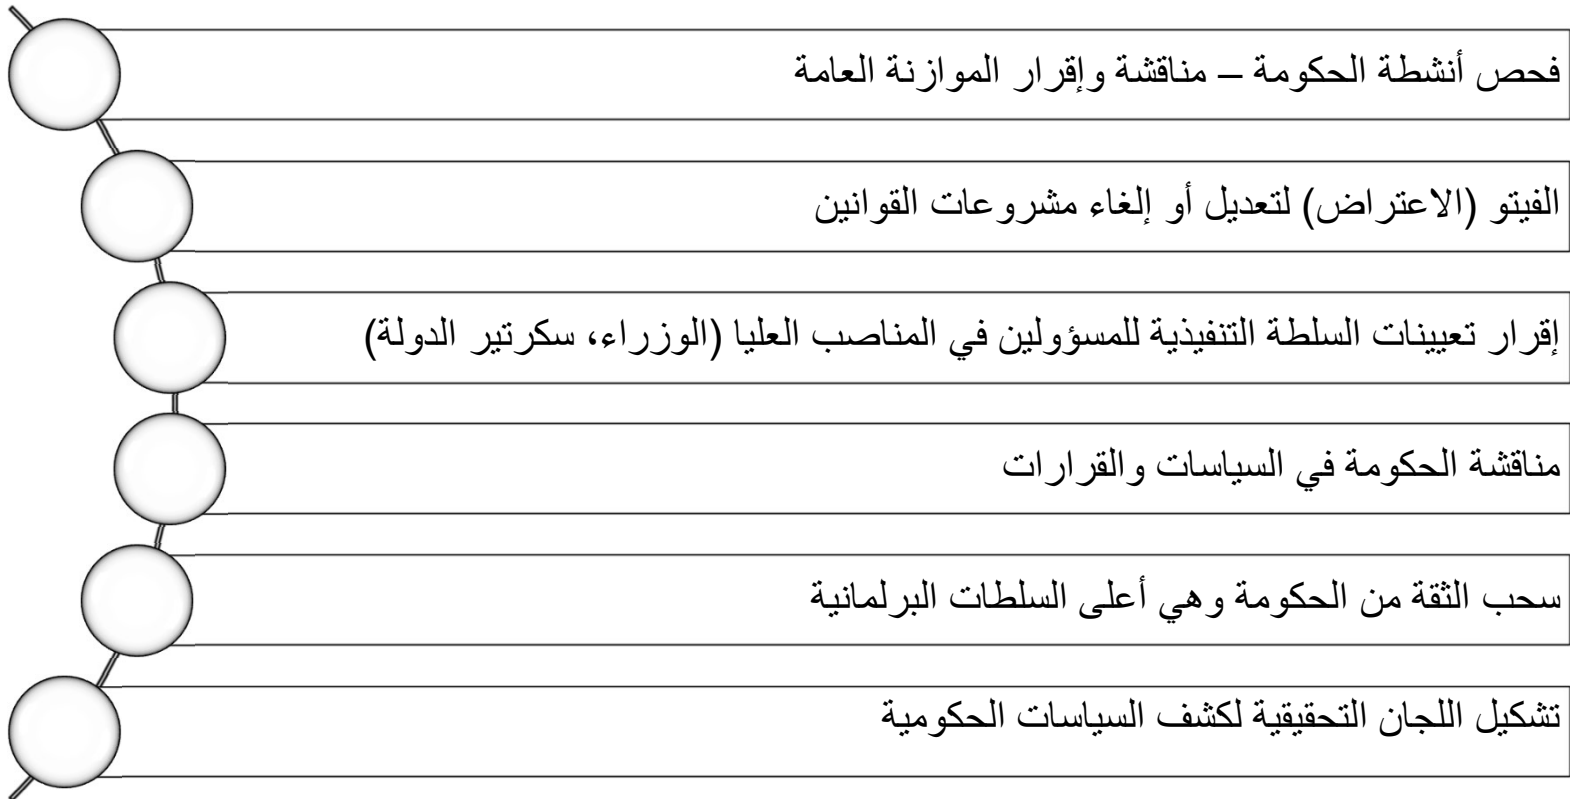 فحص أنشطة الحكومة – مناقشة وإقرار الموازنة العامة
الفيتو (الاعتراض) لتعديل أو إلغاء مشروعات القوانين
إقرار تعيينات السلطة التنفيذية للمسؤولين في المناصب العليا (الوزراء، سكرتير الدولة)
مناقشة الحكومة في السياسات والقرارات
سحب الثقة من الحكومة وهي أعلى السلطات البرلمانية
تشكيل اللجان التحقيقية لكشف السياسات الحكومية